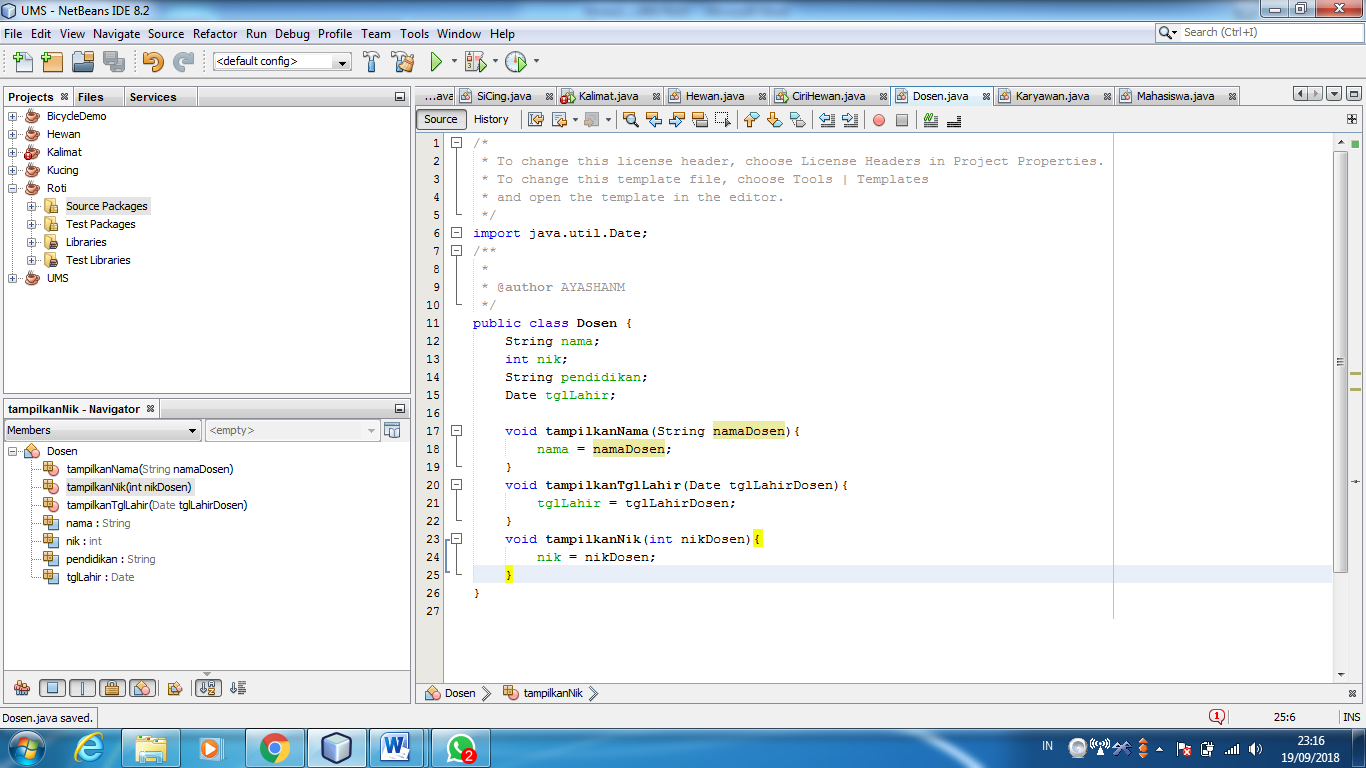 UMS - NetBeans IDE 8.2
File Edit View Navigate Source Refactor Run Debug Profile Team Tools Window Help
Search (Ctrl+I)
<default config>
Projects Files Services
BicycleDemo
Hewan
Kalimat
Kucing
Roti
Source Packages
Test Packages
Libraries
Test Libraries
UMS
tampilkanNik - Navigator
Members <empty>
Dosen
tampilkanNama(String namaDosen)
tampilkanNik(int nikDosen)
tampilkanTglLahir(Date tglLahirDosen)
nama : String
nik : int
pendidikan : String
tglLahir : Date
...ava SiCing.java Kalimat.java Hewan.java CiriHewan.java Dosen.java Karyawan.java Mahasiswa.java
Source History
1 /*
2 * To change this license header, choose License Headers in Project Properties.
3 * To change this template file, choose Tools | Templates
4 * and open the template in the editor.
5 */
6 import java.util.Date;
7 /**
8 *
9 * @author AYASHANM
10 */
11 public class Dosen {
12 String nama;
13 int nik;
14 String pendidikan;
15 Date tglLahir;
16
17 void tampilkanNama(String namaDosen){
18 nama = namaDosen;
19 }
20 void tampilkanTglLahir(Date tglLahirDosen){
21 tglLahir = tglLahirDosen;
22 }
23 void tampilkanNik(int nikDosen){
24 nik = nikDosen;
25 }
26 }
27
Dosen tampilkanNik
Dosen.java saved.
1 25:6 INS
2 IN 23:16
19/09/2018